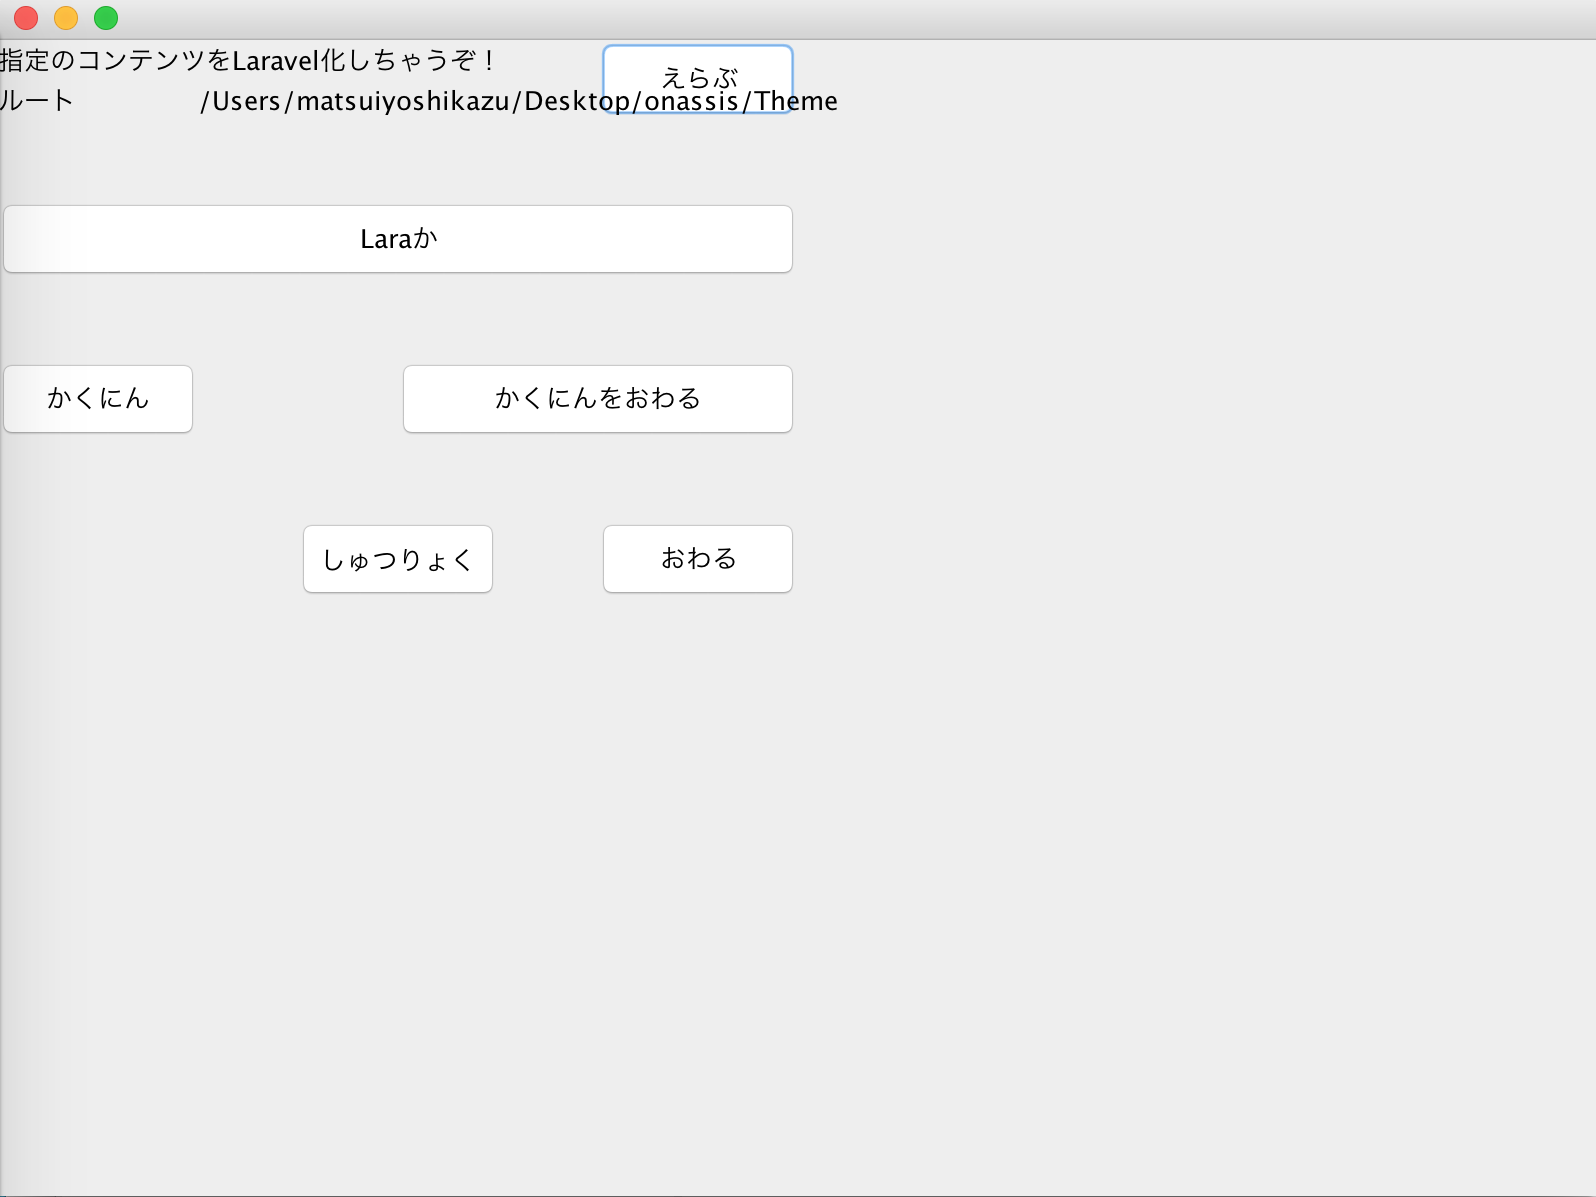 指定のコンテンツをLaravel化しちゃうぞ！
えらぶ
ルート /Users/matsuiyoshikazu/Desktop/onassis/Theme
Laraか
かくにん かくにんをおわる
しゅつりょく おわる